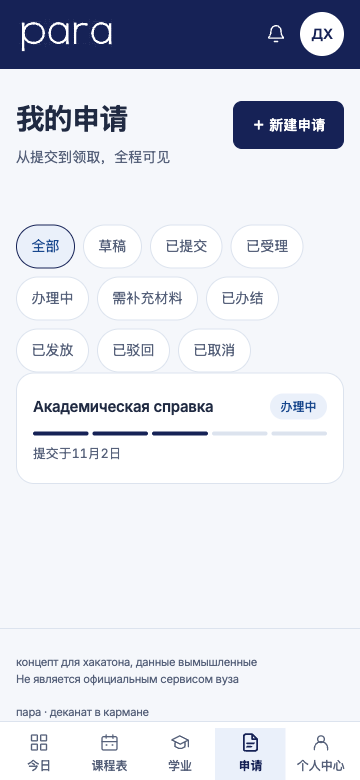 para
ДХ
我的申请
+ 新建申请
从提交到领取，全程可见
全部
草稿
已提交
已受理
办理中
需补充材料
已办结
已发放
已驳回
已取消
Академическая справка
办理中
提交于11月2日
концепт для хакатона, данные вымышленные
Не является официальным сервисом вуза
пара · деканат в кармане
今日
课程表
学业
申请
个人中心